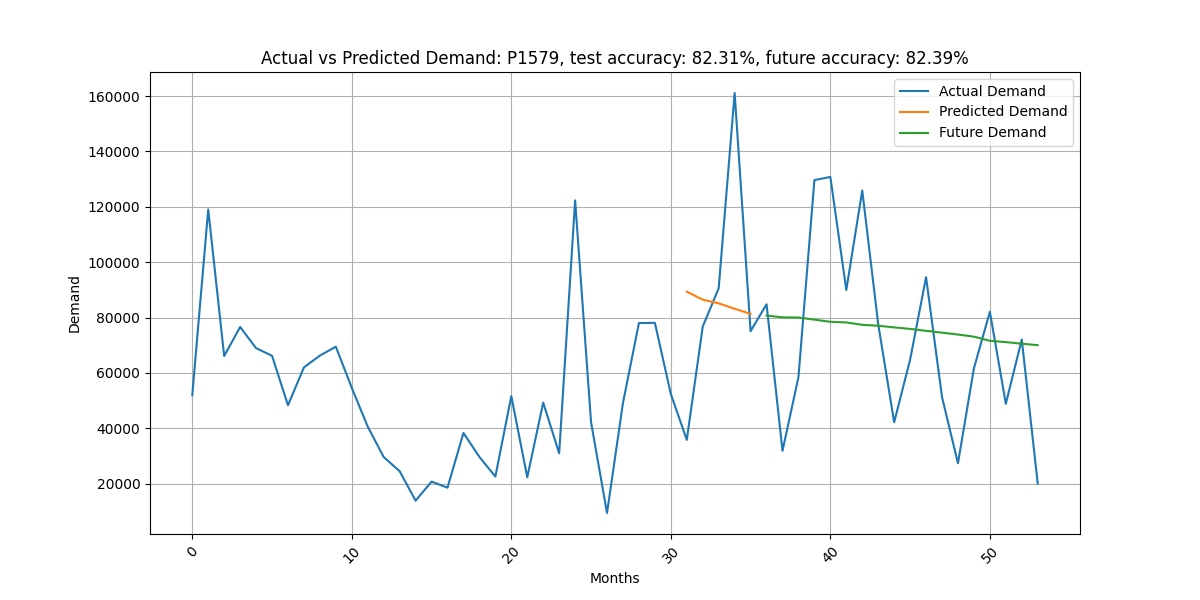 Actual vs Predicted Demand: P1579, test accuracy: 82.31%, future accuracy: 82.39%
Actual Demand
Predicted Demand
Future Demand
160000
140000
120000
100000
80000
60000
40000
20000
Demand
0
10
20
30
40
50
Months